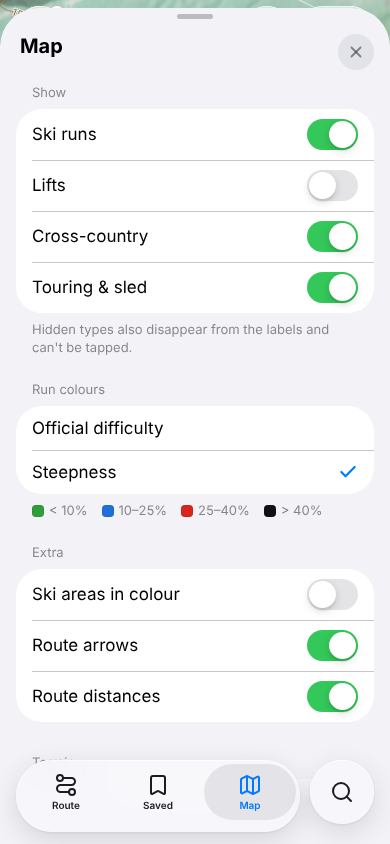 Map
Show
Ski runs
Lifts
Cross-country
Touring & sled
Hidden types also disappear from the labels and
can't be tapped.
Run colours
Official difficulty
Steepness
< 10% 10–25% 25–40% > 40%
Extra
Ski areas in colour
Route arrows
Route distances
Route Saved Map